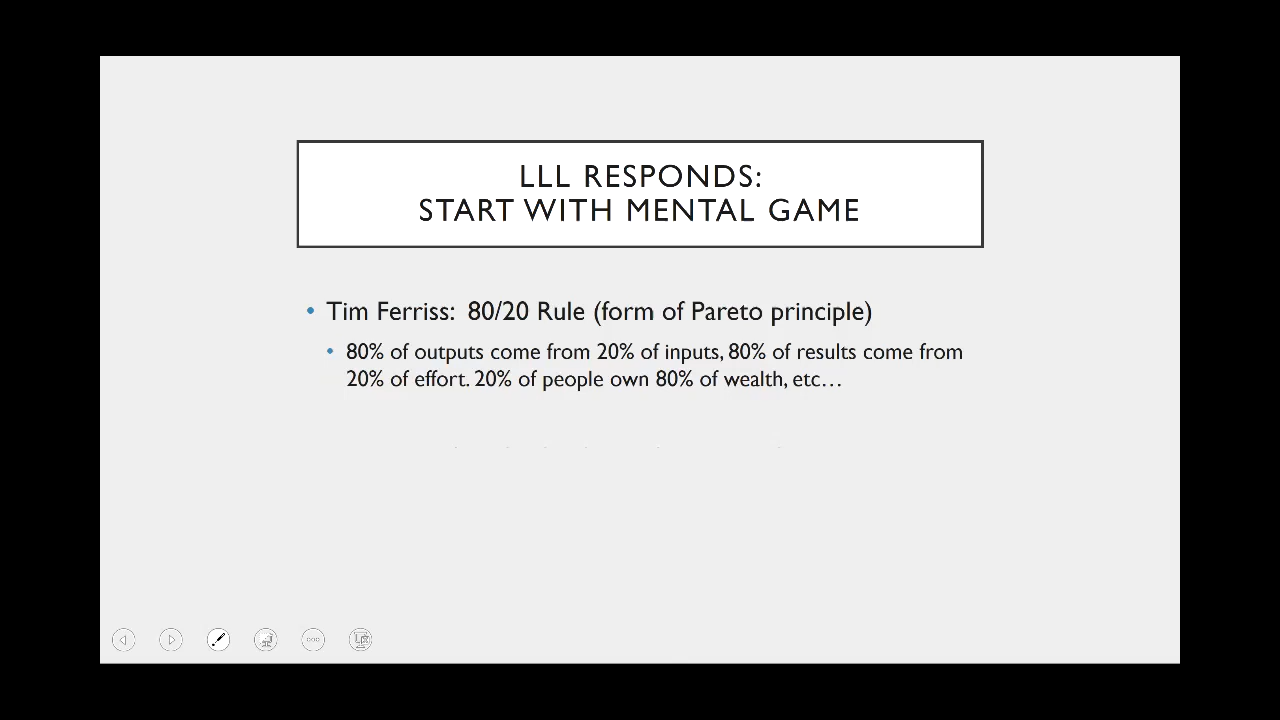 LLL RESPONDS:
START WITH MENTAL GAME
• Tim Ferriss: 80/20 Rule (form of Pareto principle)
• 80% of outputs come from 20% of inputs, 80% of results come from
20% of effort. 20% of people own 80% of wealth, etc…